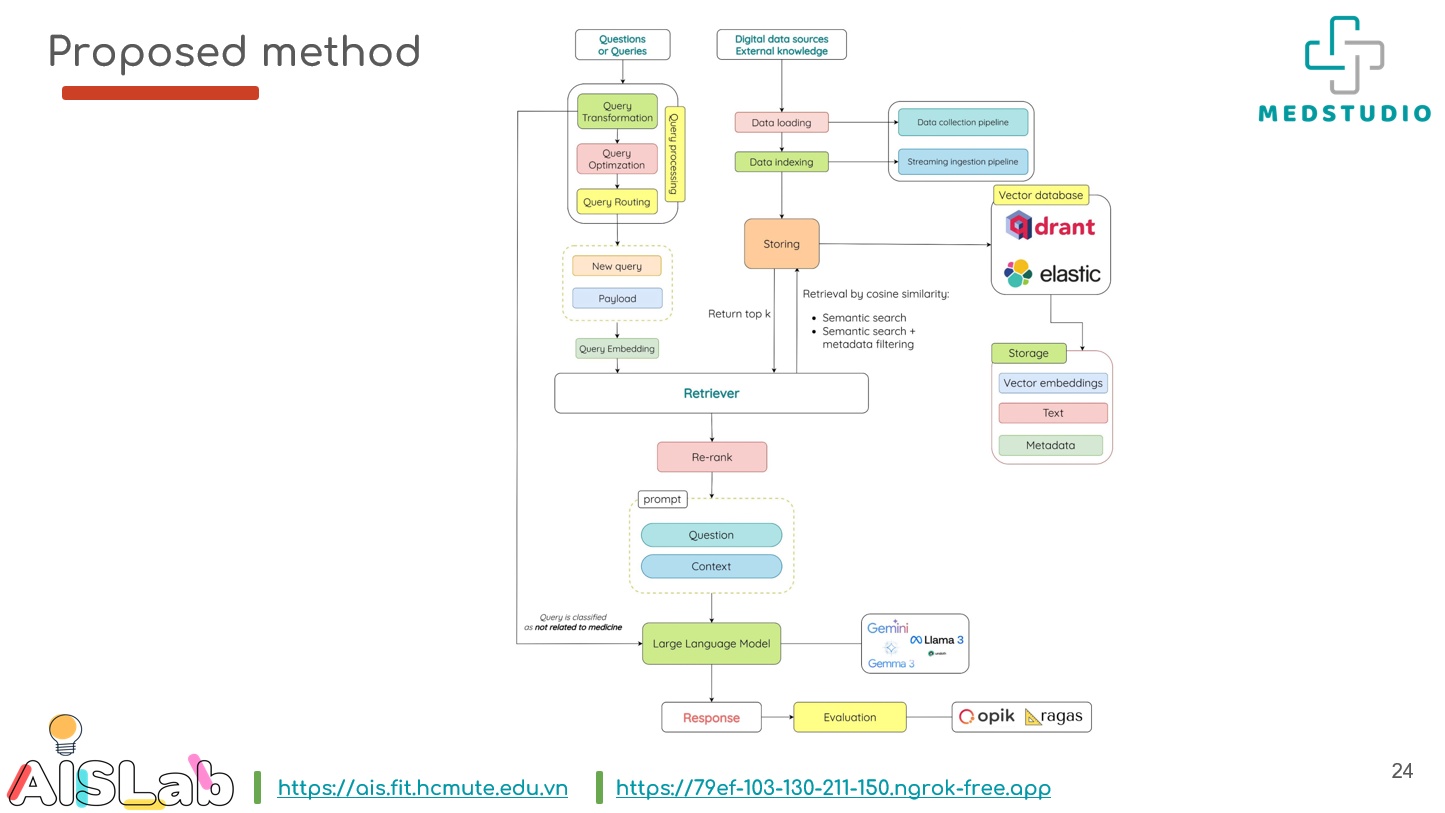 Proposed method
MEDSTUDIO
Questions
or Queries
Digital data sources
External knowledge
Query
Transformation
Query
Optimzation
Query Routing
Query processing
Data loading
Data indexing
Data collection pipeline
Streaming ingestion pipeline
Storing
Vector database
drant
elastic
New query
Payload
Query Embedding
Return top k
Retrieval by cosine similarity:
• Semantic search
• Semantic search +
metadata filtering
Storage
Vector embeddings
Text
Metadata
Retriever
Re-rank
prompt
Question
Context
Query is classified
as not related to medicine
Large Language Model
Gemini
Llama 3
Gemma 3
Response
Evaluation
opik
ragas
AISLab
https://ais.fit.hcmute.edu.vn
https://79ef-103-130-211-150.ngrok-free.app
24